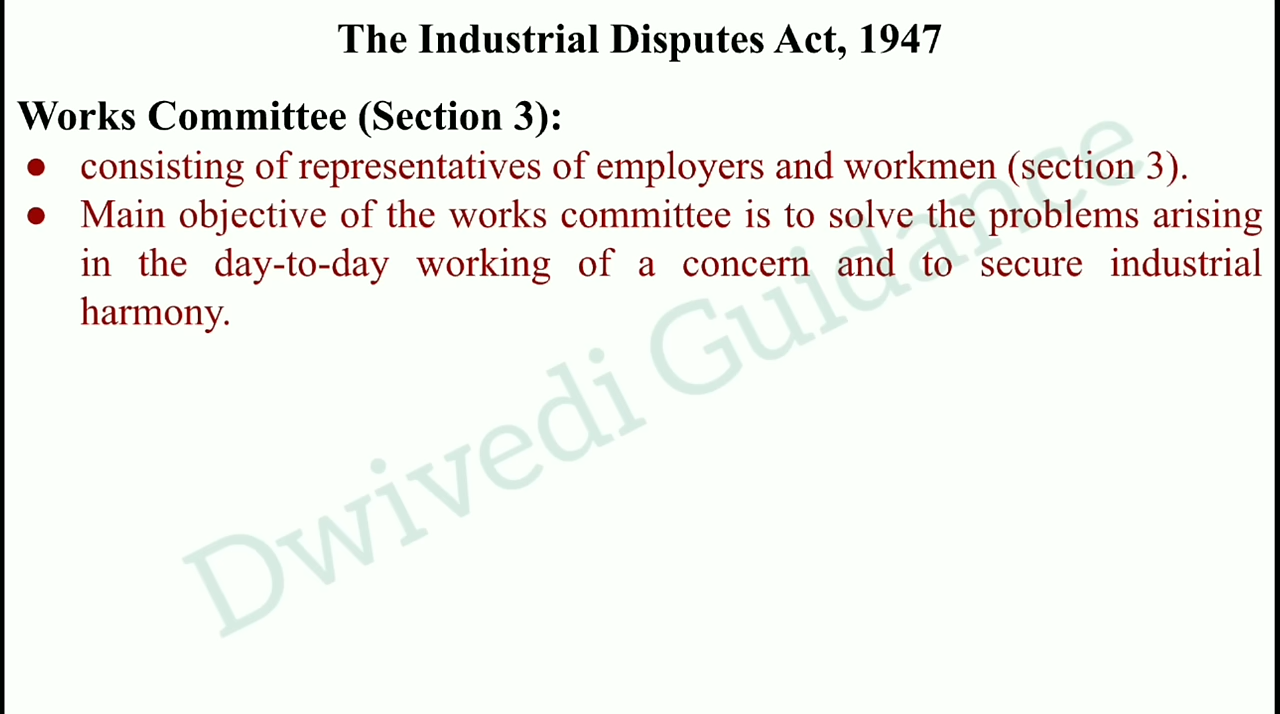 The Industrial Disputes Act, 1947
Works Committee (Section 3):
● consisting of representatives of employers and workmen (section 3).
● Main objective of the works committee is to solve the problems arising
in the day-to-day working of a concern and to secure industrial
harmony.
Dwivedi Guidance